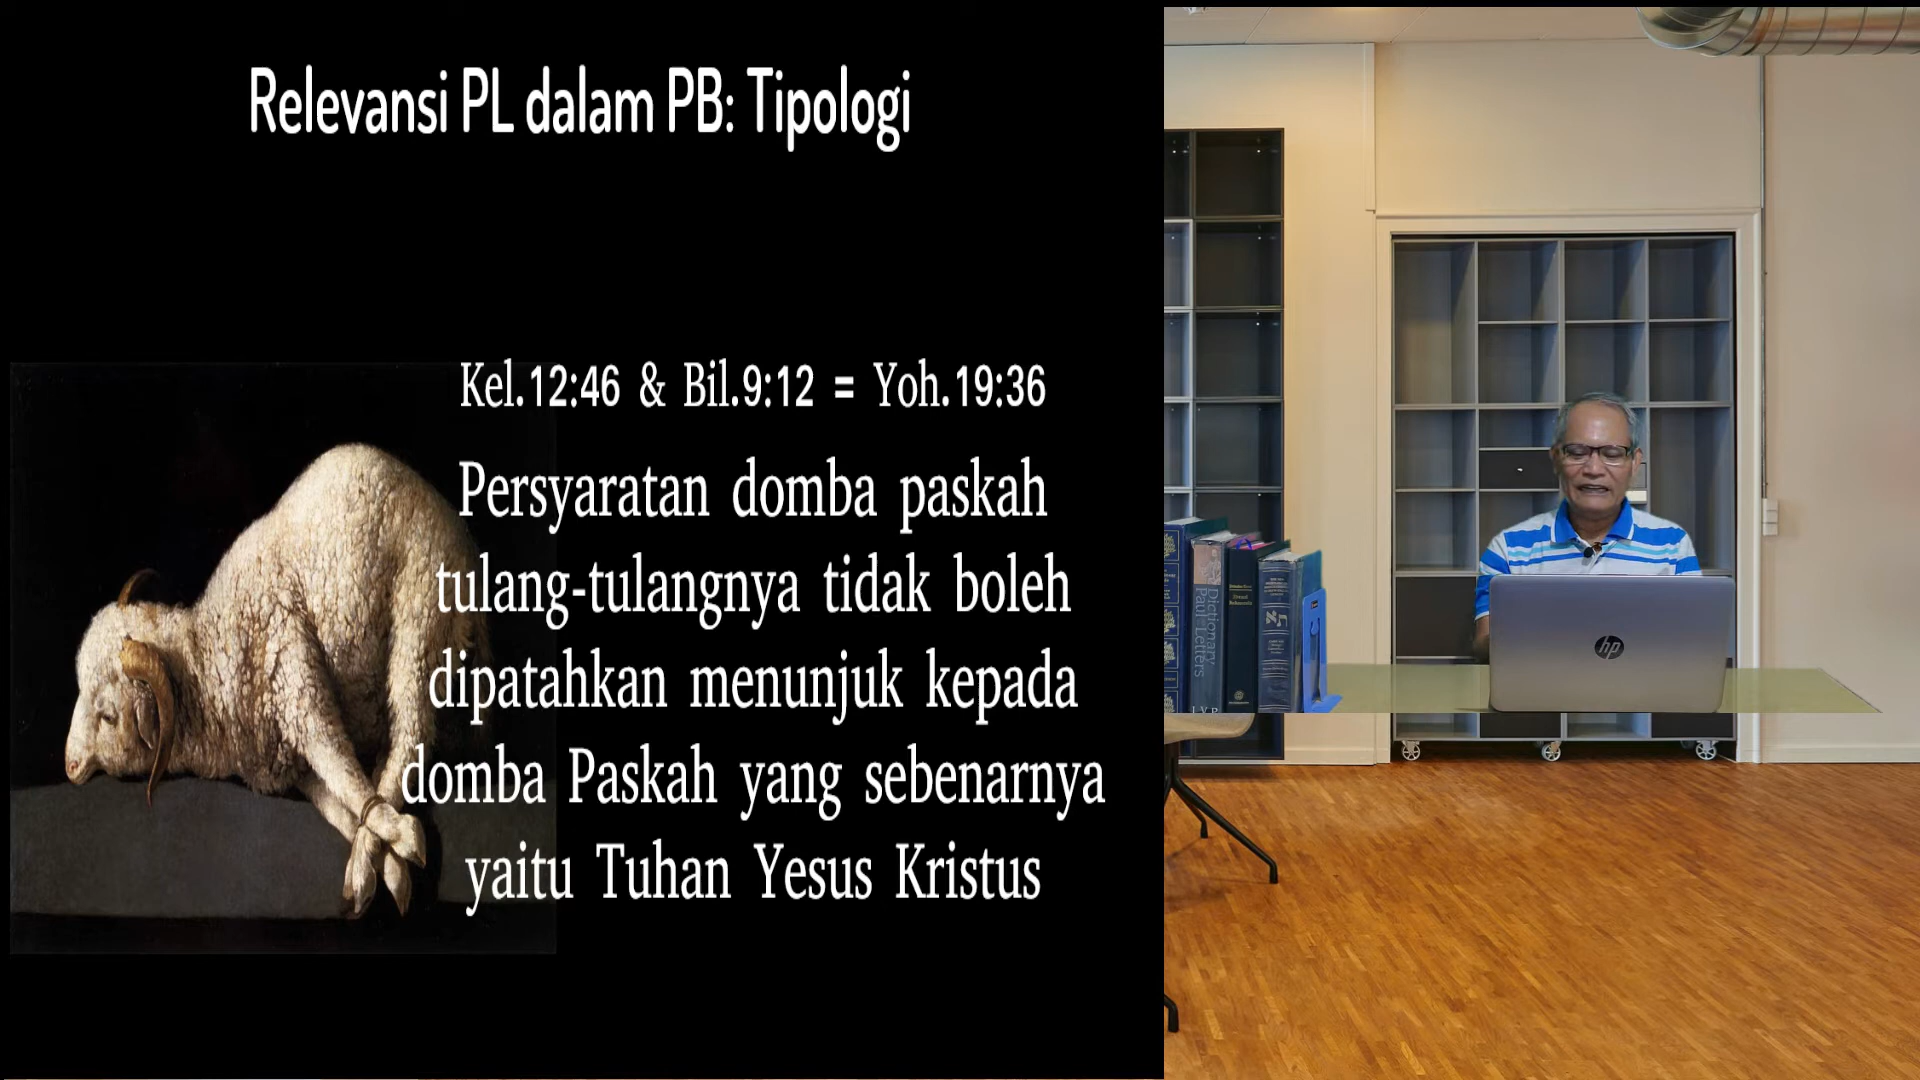 Relevansi PL dalam PB: Tipologi
Kel.12:46 & Bil.9:12 = Yoh.19:36
Persyaratan domba paskah
tulang-tulangnya tidak boleh
dipatahkan menunjuk kepada
domba Paskah yang sebenarnya
yaitu Tuhan Yesus Kristus
Dictionary
Paul Letters
I V P
hp